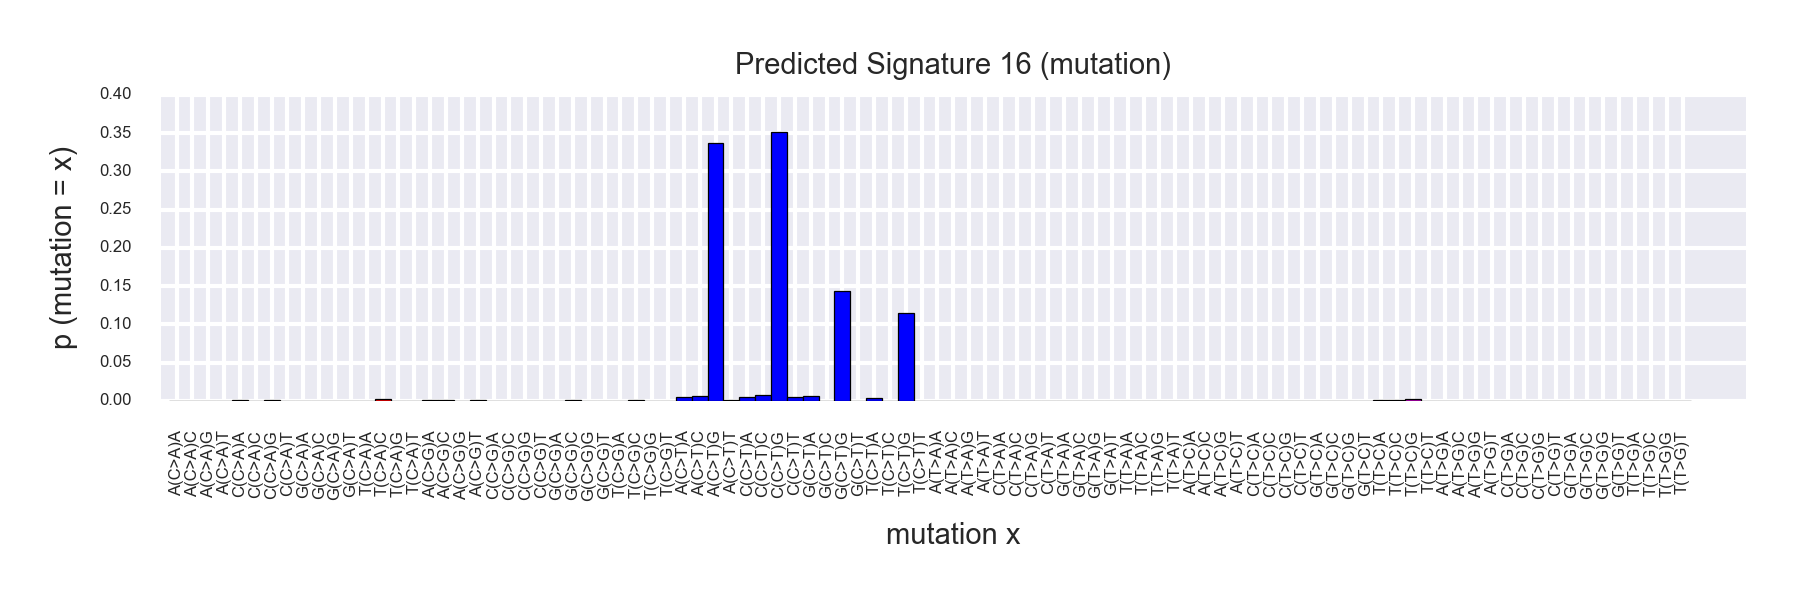 Predicted Signature 16 (mutation)
0.40
0.35
0.30
0.25
0.20
0.15
0.10
0.05
0.00
p (mutation = x)
A(C>A)A
A(C>A)C
A(C>A)G
A(C>A)T
C(C>A)A
C(C>A)C
C(C>A)G
C(C>A)T
G(C>A)A
G(C>A)C
G(C>A)G
G(C>A)T
T(C>A)A
T(C>A)C
T(C>A)G
T(C>A)T
A(C>G)A
A(C>G)C
A(C>G)G
A(C>G)T
C(C>G)A
C(C>G)C
C(C>G)G
C(C>G)T
G(C>G)A
G(C>G)C
G(C>G)G
G(C>G)T
T(C>G)A
T(C>G)C
T(C>G)G
T(C>G)T
A(C>T)A
A(C>T)C
A(C>T)G
A(C>T)T
C(C>T)A
C(C>T)C
C(C>T)G
C(C>T)T
G(C>T)A
G(C>T)C
G(C>T)G
G(C>T)T
T(C>T)A
T(C>T)C
T(C>T)G
T(C>T)T
A(T>A)A
A(T>A)C
A(T>A)G
A(T>A)T
C(T>A)A
C(T>A)C
C(T>A)G
C(T>A)T
G(T>A)A
G(T>A)C
G(T>A)G
G(T>A)T
T(T>A)A
T(T>A)C
T(T>A)G
T(T>A)T
A(T>C)A
A(T>C)C
A(T>C)G
A(T>C)T
C(T>C)A
C(T>C)C
C(T>C)G
C(T>C)T
G(T>C)A
G(T>C)C
G(T>C)G
G(T>C)T
T(T>C)A
T(T>C)C
T(T>C)G
T(T>C)T
A(T>G)A
A(T>G)C
A(T>G)G
A(T>G)T
C(T>G)A
C(T>G)C
C(T>G)G
C(T>G)T
G(T>G)A
G(T>G)C
G(T>G)G
G(T>G)T
T(T>G)A
T(T>G)C
T(T>G)G
T(T>G)T
mutation x